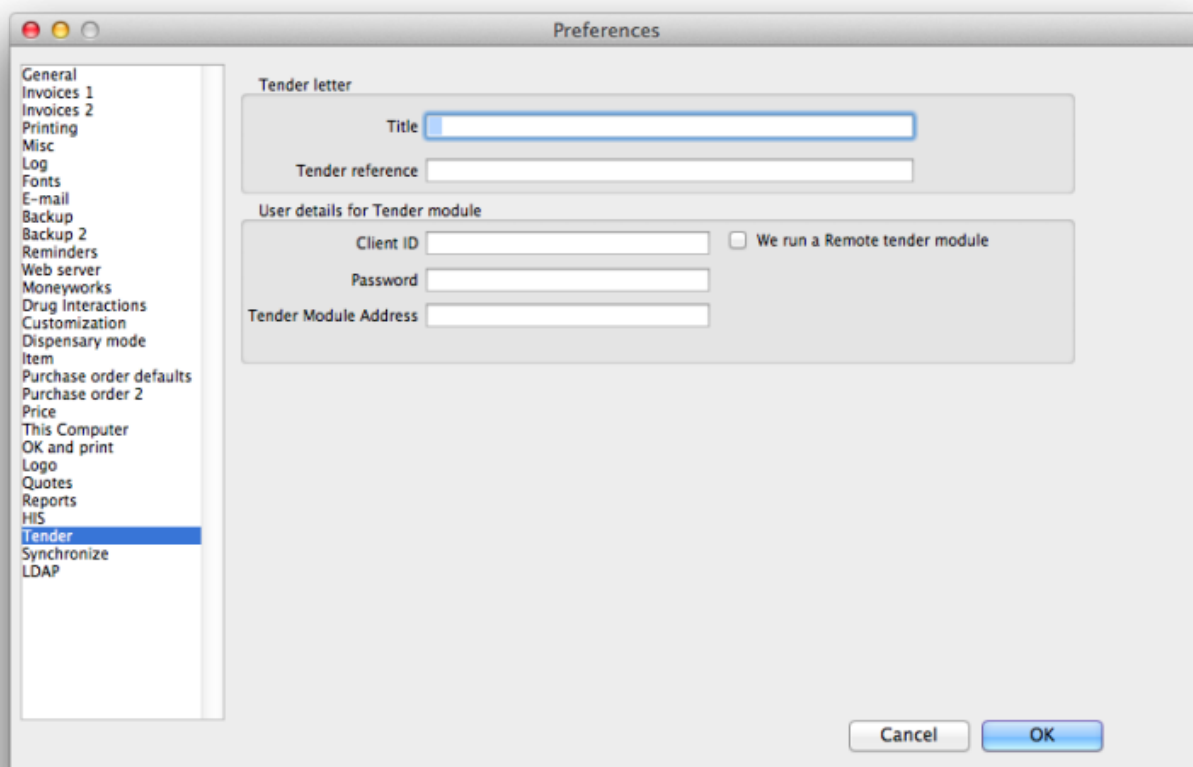 Preferences
General
Invoices 1
Invoices 2
Printing
Misc
Log
Fonts
E-mail
Backup
Backup 2
Reminders
Web server
Moneyworks
Drug Interactions
Customization
Dispensary mode
Item
Purchase order defaults
Purchase order 2
Price
This Computer
OK and print
Logo
Quotes
Reports
HIS
Tender
Synchronize
LDAP
Tender letter
Title
Tender reference
User details for Tender module
Client ID
We run a Remote tender module
Password
Tender Module Address
Cancel
OK